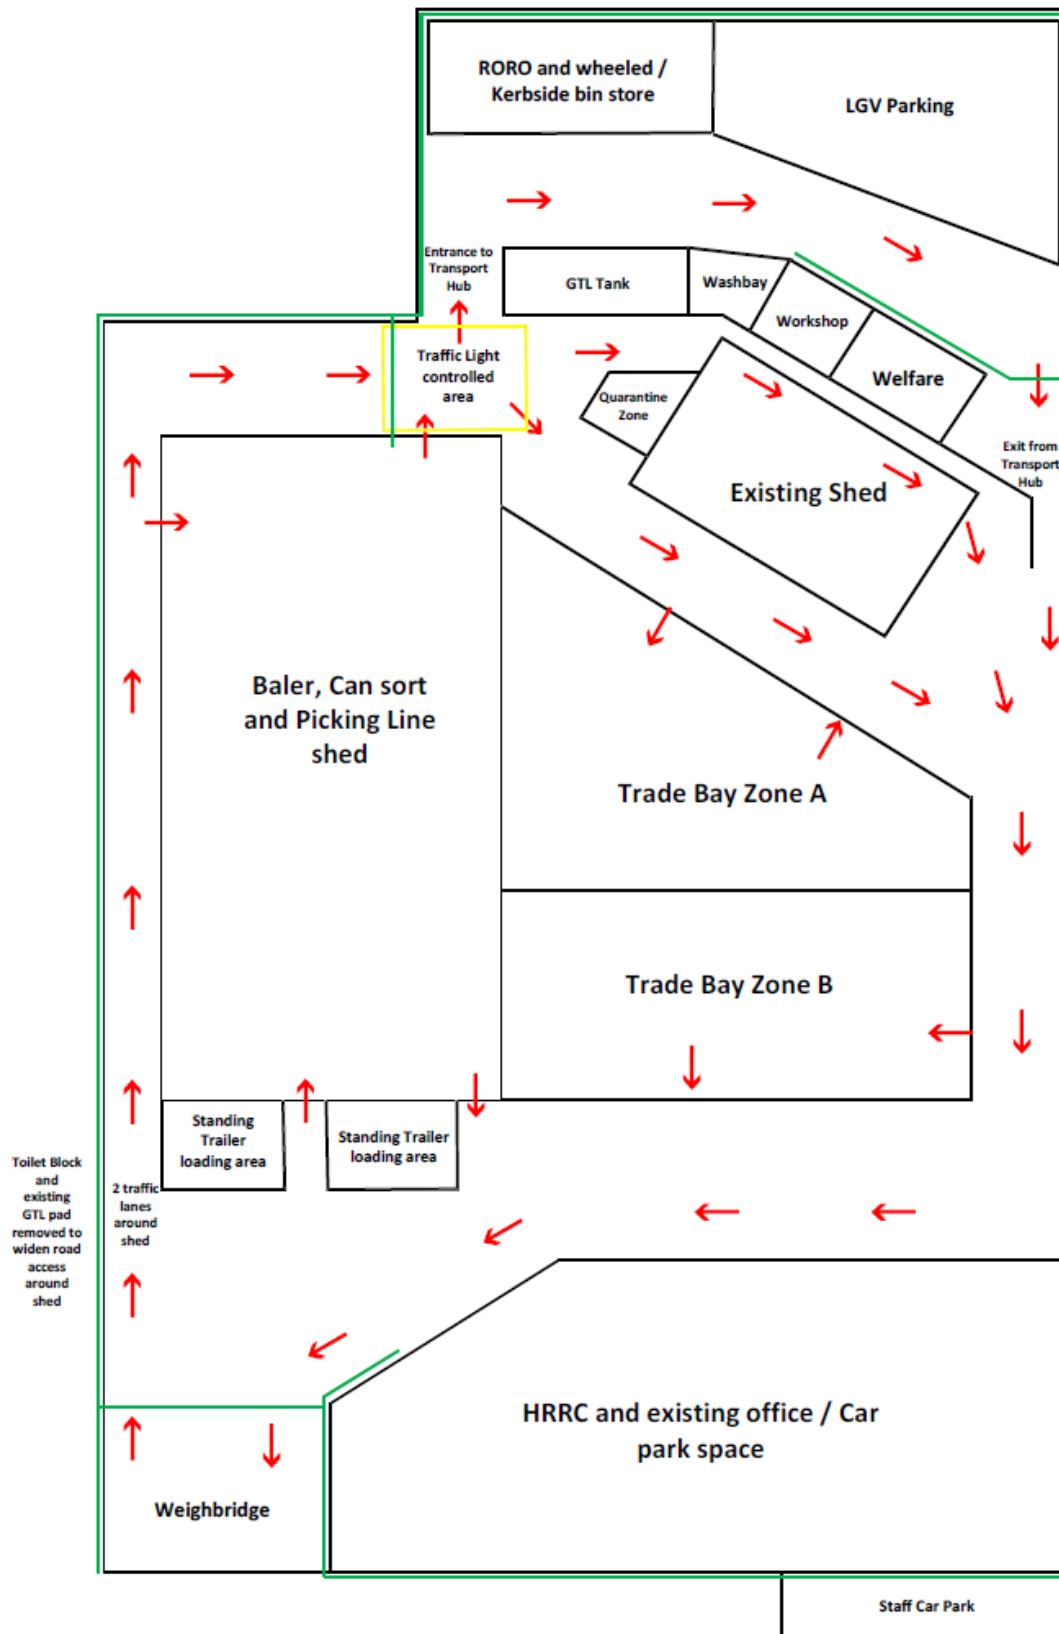 RORO and wheeled /
Kerbside bin store
LGV Parking
Entrance to
Transport
Hub
GTL Tank
Washbay
Workshop
Welfare
Traffic Light
controlled
area
Quarantine
Zone
Exit from
Transport
Hub
Existing Shed
Baler, Can sort
and Picking Line
shed
Trade Bay Zone A
Trade Bay Zone B
Standing
Trailer
loading area
Standing Trailer
loading area
Toilet Block
and
existing
GTL pad
removed to
widen road
access
around
shed
2 traffic
lanes
around
shed
HRRC and existing office / Car
park space
Weighbridge
Staff Car Park